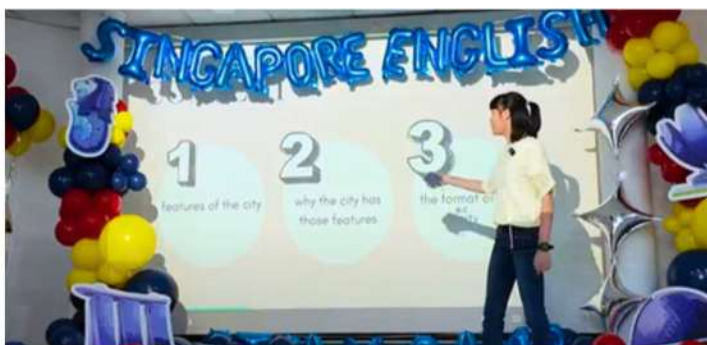 SINGAPORE ENGLISH
1
features of the city
2
why the city has
those features
3
the format of